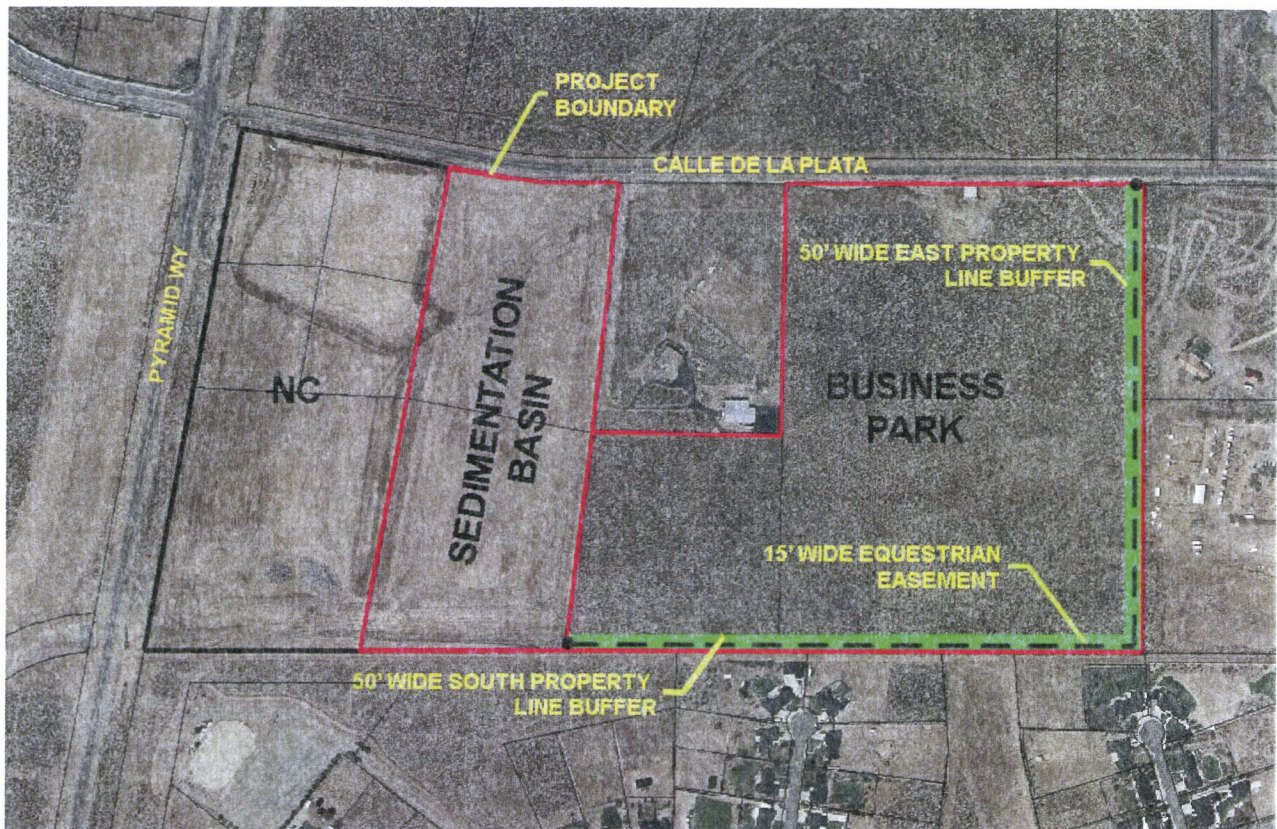 PROJECT
BOUNDARY
CALLE DE LA PLATA
50' WIDE EAST PROPERTY
LINE BUFFER
PYRAMID WY
NC
SEDIMENTATION
BASIN
BUSINESS
PARK
15' WIDE EQUESTRIAN
EASEMENT
50' WIDE SOUTH PROPERTY
LINE BUFFER